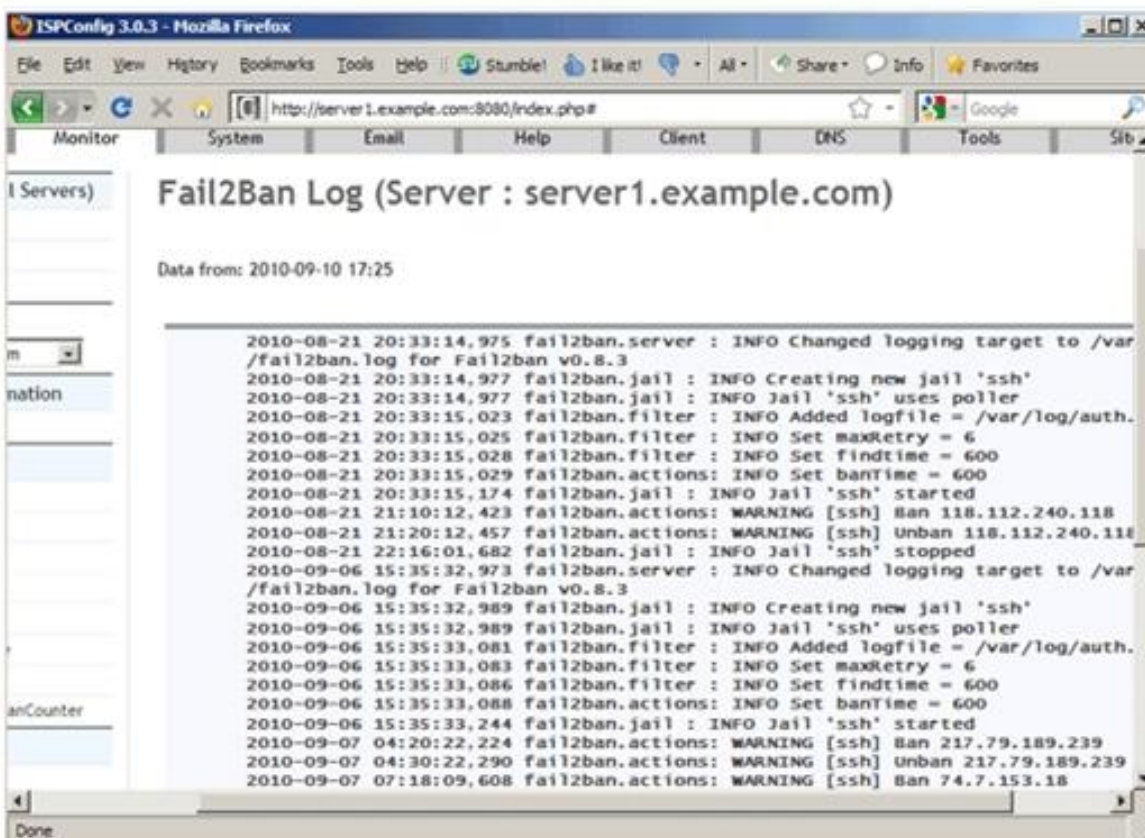 ISPConfig 3.0.3 - Mozilla Firefox
File Edit View History Bookmarks Tools Help Stumble! I like it! All Share Info Favorites
http://server1.example.com:8080/index.php# Google
Monitor System Email Help Client DNS Tools
l Servers)
Fail2Ban Log (Server : server1.example.com)
Data from: 2010-09-10 17:25
m
mation
anCounter
2010-08-21 20:33:14,975 fail2ban.server : INFO Changed logging target to /var
/fail2ban.log for Fail2ban v0.8.3
2010-08-21 20:33:14,977 fail2ban.jail : INFO Creating new jail 'ssh'
2010-08-21 20:33:14,977 fail2ban.jail : INFO Jail 'ssh' uses poller
2010-08-21 20:33:15,023 fail2ban.filter : INFO Added logfile = /var/log/auth.
2010-08-21 20:33:15,025 fail2ban.filter : INFO Set maxRetry = 6
2010-08-21 20:33:15,028 fail2ban.filter : INFO Set findtime = 600
2010-08-21 20:33:15,029 fail2ban.actions: INFO Set banTime = 600
2010-08-21 20:33:15,174 fail2ban.jail : INFO Jail 'ssh' started
2010-08-21 21:10:12,423 fail2ban.actions: WARNING [ssh] Ban 118.112.240.118
2010-08-21 21:20:12,457 fail2ban.actions: WARNING [ssh] Unban 118.112.240.118
2010-08-21 22:16:01,682 fail2ban.jail : INFO Jail 'ssh' stopped
2010-09-06 15:35:32,973 fail2ban.server : INFO Changed logging target to /var
/fail2ban.log for Fail2ban v0.8.3
2010-09-06 15:35:32,989 fail2ban.jail : INFO Creating new jail 'ssh'
2010-09-06 15:35:32,989 fail2ban.jail : INFO Jail 'ssh' uses poller
2010-09-06 15:35:33,081 fail2ban.filter : INFO Added logfile = /var/log/auth.
2010-09-06 15:35:33,083 fail2ban.filter : INFO Set maxRetry = 6
2010-09-06 15:35:33,086 fail2ban.filter : INFO Set findtime = 600
2010-09-06 15:35:33,088 fail2ban.actions: INFO Set banTime = 600
2010-09-06 15:35:33,244 fail2ban.jail : INFO Jail 'ssh' started
2010-09-07 04:20:22,224 fail2ban.actions: WARNING [ssh] Ban 217.79.189.239
2010-09-07 04:30:22,290 fail2ban.actions: WARNING [ssh] Unban 217.79.189.239
2010-09-07 07:18:09,608 fail2ban.actions: WARNING [ssh] Ban 74.7.153.18
Done